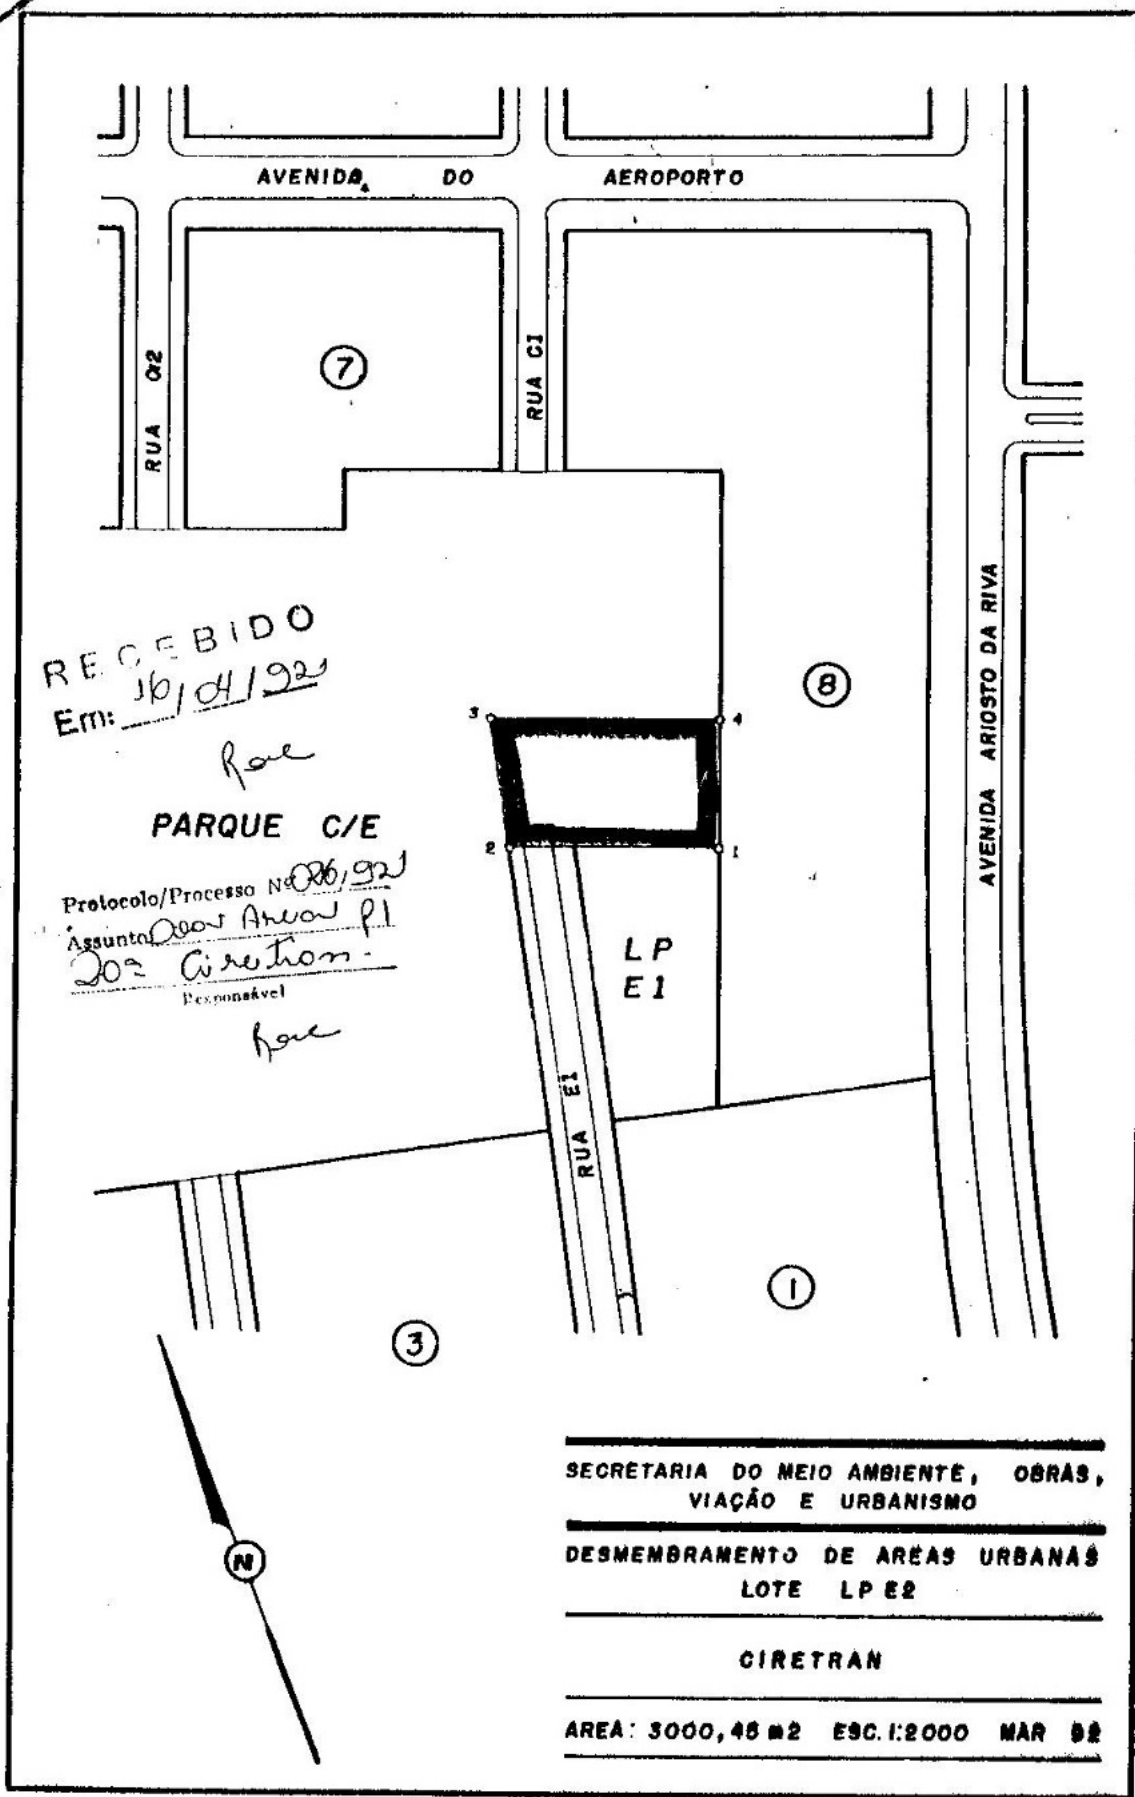 AVENIDA DO AEROPORTO
RUA C2
RUA C1
7
AVENIDA ARIOSTO DA RIVA
8
RECEBIDO
Em: 16/04/92
3
4
PARQUE C/E
2
1
Protocolo/Processo Nº 026/92
Assunto Areas p/
20ª Ciretran.
Responsável
LP
E1
RUA E1
1
3
N
SECRETARIA DO MEIO AMBIENTE, OBRAS,
VIAÇÃO E URBANISMO
DESMEMBRAMENTO DE AREAS URBANAS
LOTE LP E2
CIRETRAN
AREA: 3000,45 m2 ESC. 1:2000 MAR 92